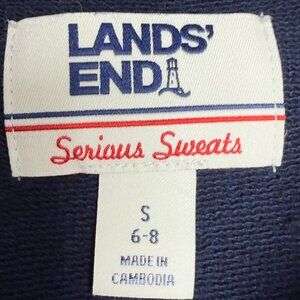 LANDS'
END
Serious Sweats
S
6-8
MADE IN
CAMBODIA